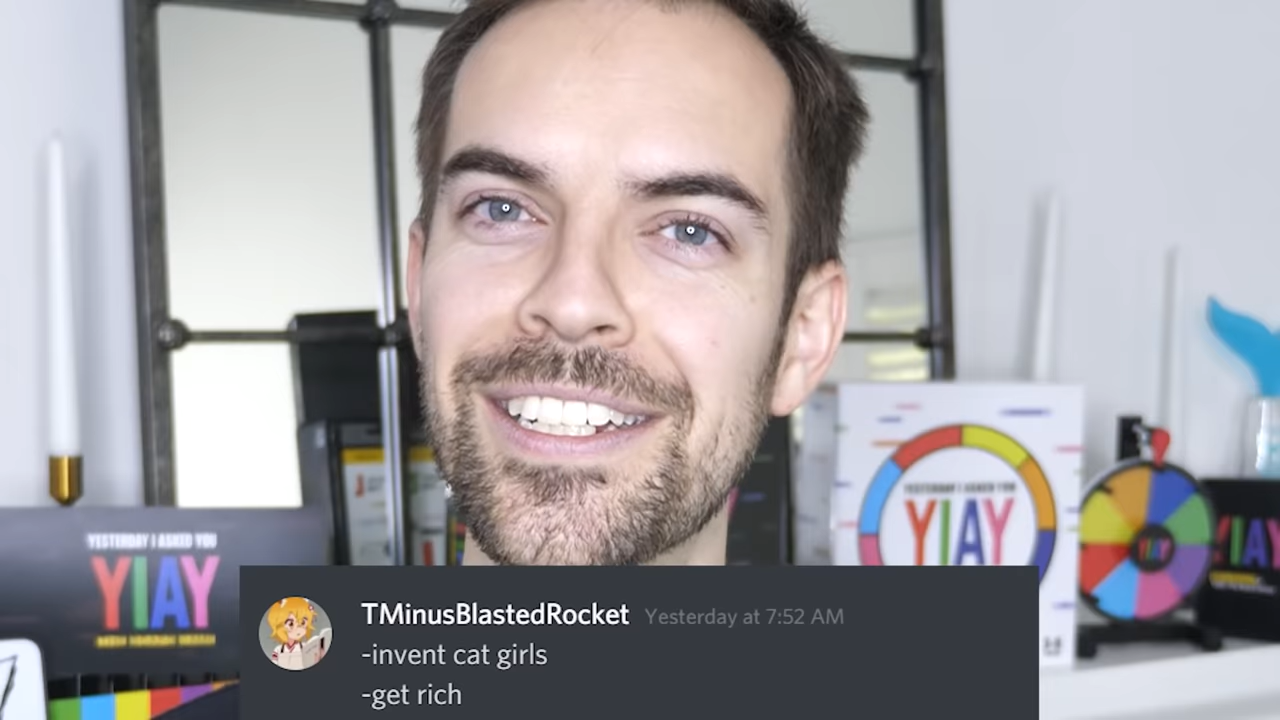 YESTERDAY I ASKED YOU
YIAY
YESTERDAY I ASKED YOU
YIAY
YIAY
YIAY
TMinusBlastedRocket Yesterday at 7:52 AM
-invent cat girls
-get rich